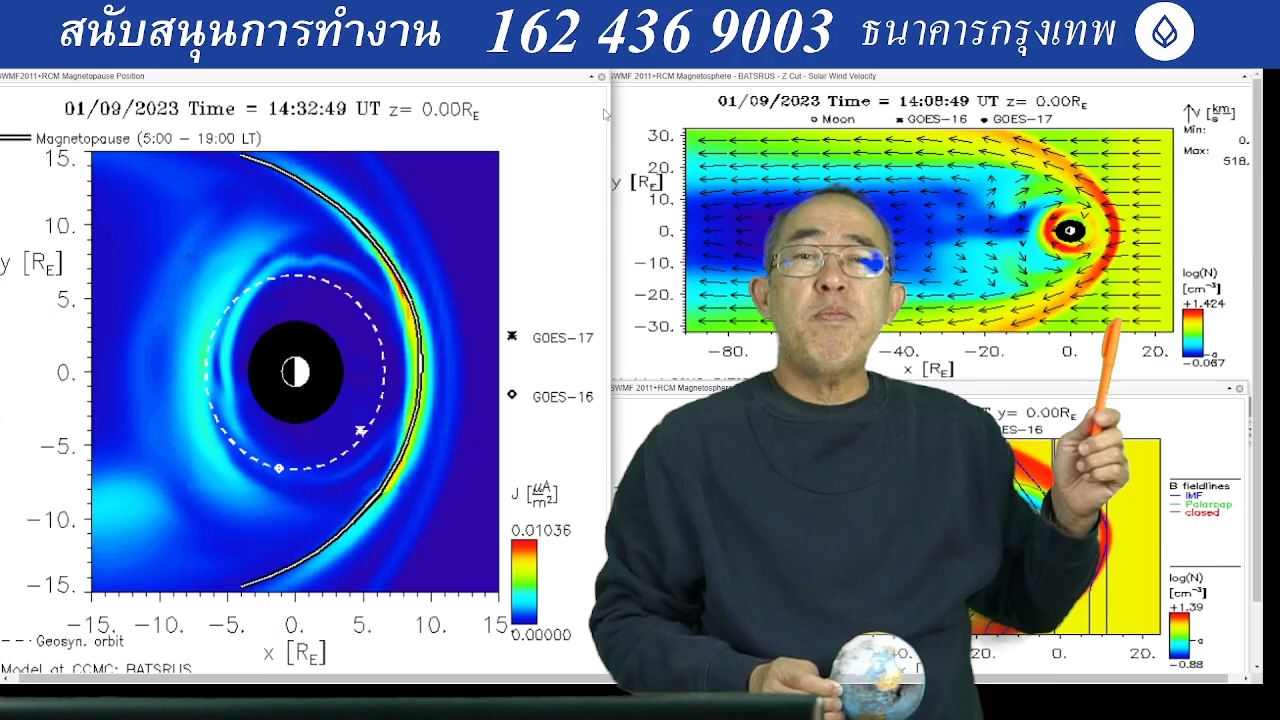 สนับสนุนการทำงาน 162 436 9003 ธนาคารกรุงเทพ
SWMF2011+RCM Magnetopause Position
01/09/2023 Time = 14:32:49 UT z= 0.00RE
Magnetopause (5:00 – 19:00 LT)
15.
10.
5.
0.
−5.
−10.
−15.
y [RE]
−15. −10. −5. 0. 5. 10. 15.
x [RE]
GOES-17
GOES-16
J [μA/m²]
0.01036
0.00000
Geosyn. orbit
Model at CCMC: BATSRUS
SWMF 2011+RCM Magnetosphere - BATSRUS - Z Cut - Solar Wind Velocity
01/09/2023 Time = 14:08:49 UT z= 0.00RE
Moon GOES-16 GOES-17
V [km/s]
Min: 0.
Max: 518.
30.
20.
10.
0.
−10.
−20.
−30.
y [RE]
−80. −40. −20. 0. 20.
x [RE]
log(N)
[cm⁻³]
+1.424
−0.067
SWMF 2011+RCM Magnetosphere
y= 0.00RE
GOES-16
B fieldlines
IMF
Polarcap
closed
log(N)
[cm⁻³]
+1.39
−0.88
0. 20.